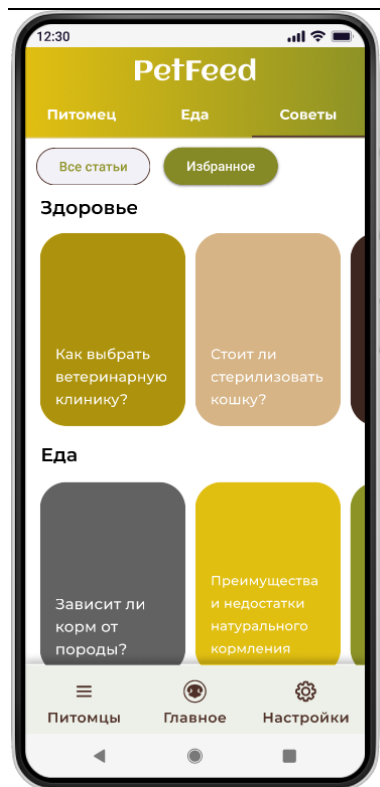 12:30
PetFeed
Питомец Еда Советы
Все статьи Избранное
Здоровье
Как выбрать
ветеринарную
клинику?
Стоит ли
стерилизовать
кошку?
Еда
Зависит ли
корм от
породы?
Преимущества
и недостатки
натурального
кормления
Питомцы Главное Настройки